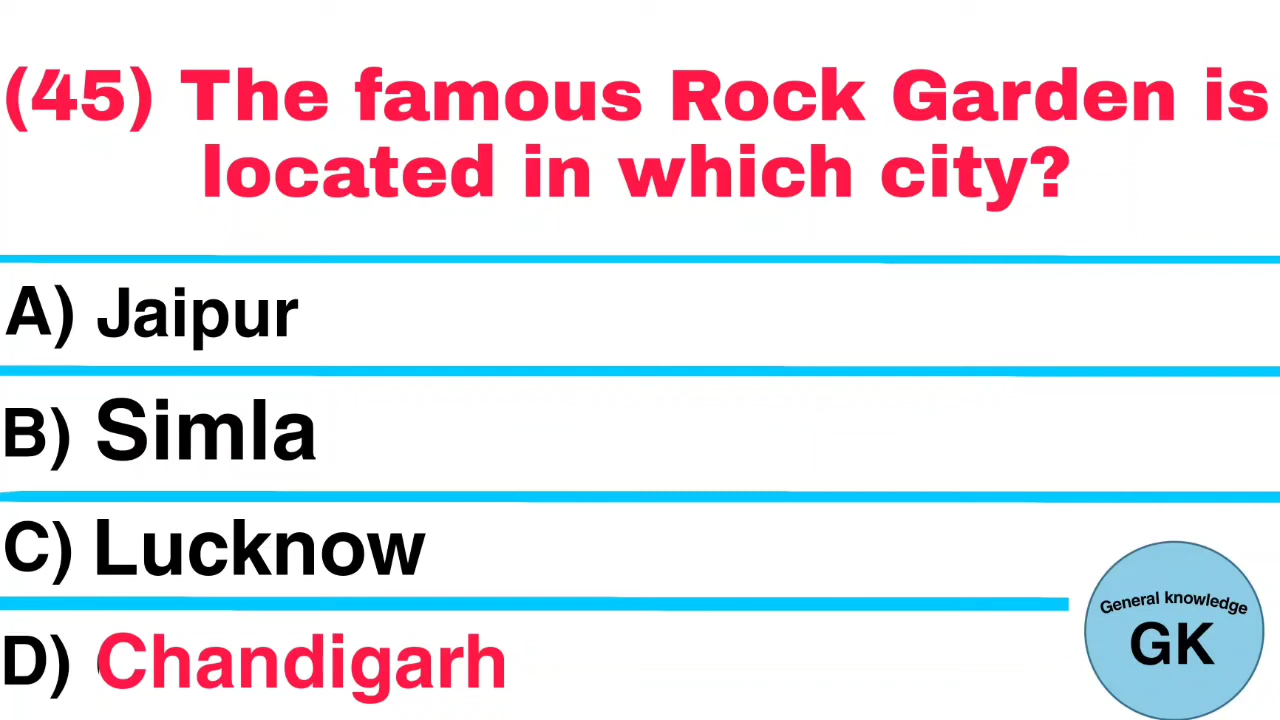 (45) The famous Rock Garden is
located in which city?
A) Jaipur
B) Simla
C) Lucknow
D) Chandigarh
General knowledge
GK